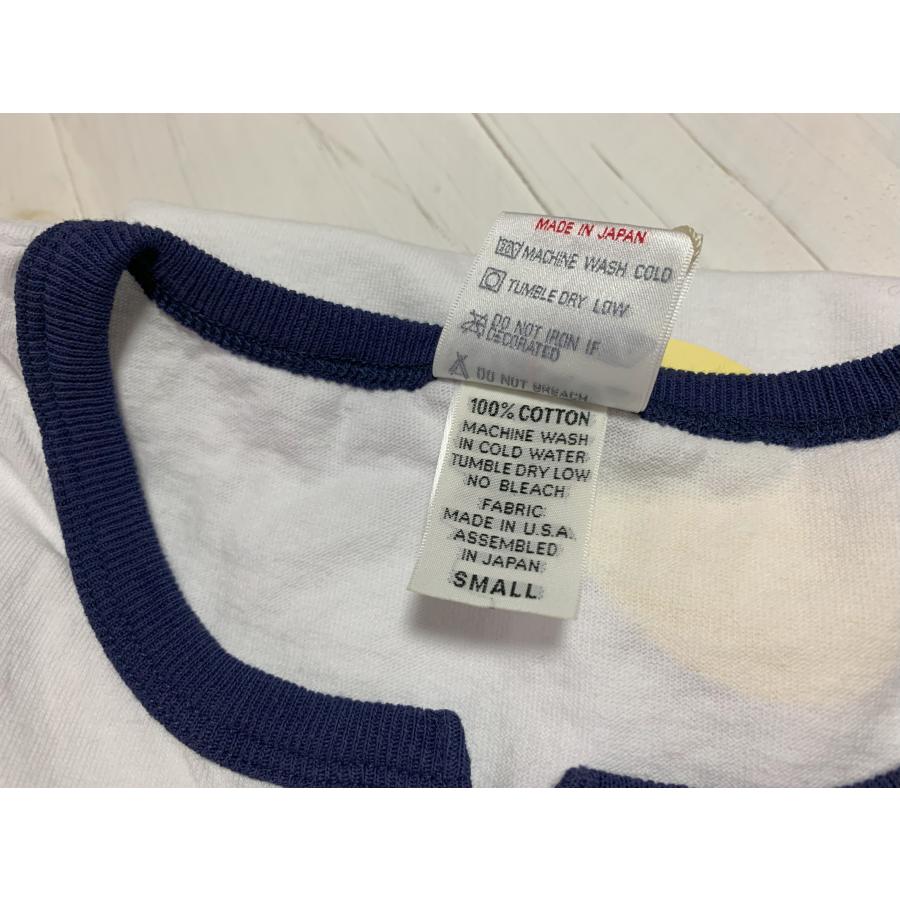 MADE IN JAPAN
MACHINE WASH COLD
TUMBLE DRY LOW
DO NOT IRON IF
DECORATED
DO NOT BREACH
100% COTTON
MACHINE WASH
IN COLD WATER
TUMBLE DRY LOW
NO BLEACH
FABRIC
MADE IN U.S.A.
ASSEMBLED
IN JAPAN
SMALL